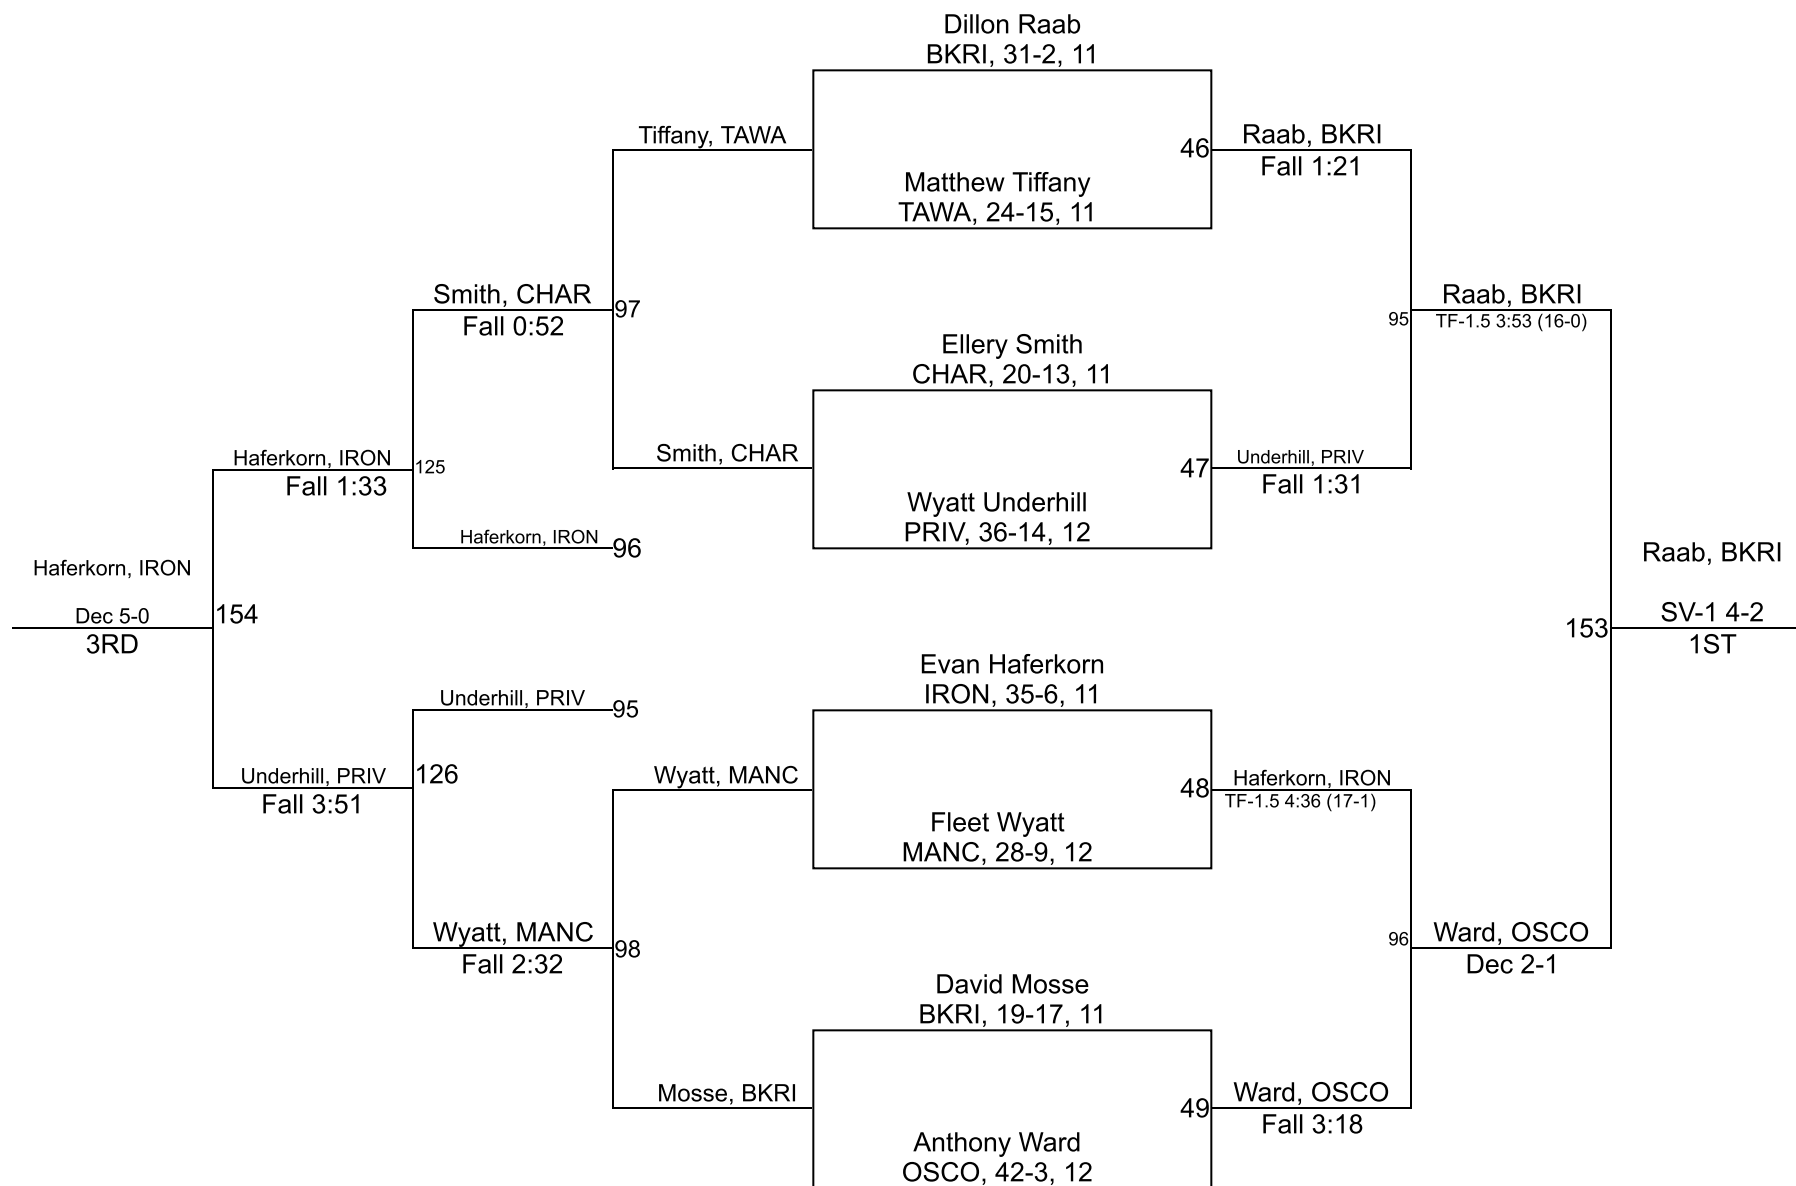 Dillon Raab
BKRI, 31-2, 11
Tiffany, TAWA
46
Raab, BKRI
Fall 1:21
Matthew Tiffany
TAWA, 24-15, 11
Smith, CHAR
Fall 0:52
97
95
Raab, BKRI
TF-1.5 3:53 (16-0)
Ellery Smith
CHAR, 20-13, 11
Haferkorn, IRON
Fall 1:33
125
Smith, CHAR
47
Underhill, PRIV
Fall 1:31
Wyatt Underhill
PRIV, 36-14, 12
Haferkorn, IRON
96
Haferkorn, IRON
Dec 5-0
3RD
154
Raab, BKRI
153
SV-1 4-2
1ST
Evan Haferkorn
IRON, 35-6, 11
Underhill, PRIV
95
Underhill, PRIV
Fall 3:51
126
Wyatt, MANC
48
Haferkorn, IRON
TF-1.5 4:36 (17-1)
Fleet Wyatt
MANC, 28-9, 12
Wyatt, MANC
Fall 2:32
98
96
Ward, OSCO
Dec 2-1
David Mosse
BKRI, 19-17, 11
Mosse, BKRI
49
Ward, OSCO
Fall 3:18
Anthony Ward
OSCO, 42-3, 12